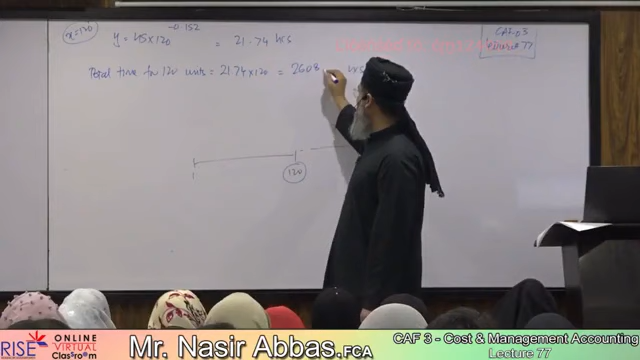 x=120
y = 45×120^-0.152 = 21.74 hrs
Total time for 120 units = 21.74×120 = 2608 hrs
CAF-03
Lecture # 77
1
120
RISE ONLINE VIRTUAL Classroom
Mr. Nasir Abbas,FCA
CAF 3 - Cost & Management Accounting
Lecture 77